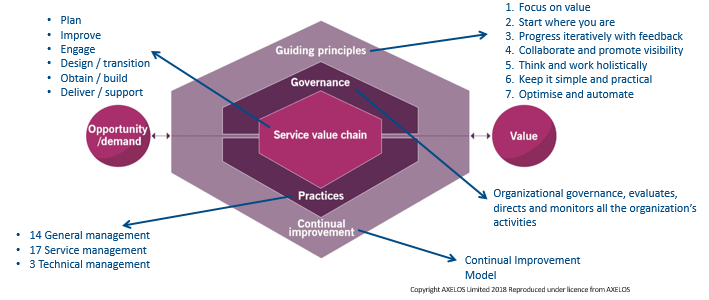 • Plan
• Improve
• Engage
• Design / transition
• Obtain / build
• Deliver / support
1. Focus on value
2. Start where you are
3. Progress iteratively with feedback
4. Collaborate and promote visibility
5. Think and work holistically
6. Keep it simple and practical
7. Optimise and automate
Guiding principles
Governance
Opportunity
/demand
Service value chain
Value
Practices
Continual
improvement
Organizational governance, evaluates,
directs and monitors all the organization's
activities
• 14 General management
• 17 Service management
• 3 Technical management
Continual Improvement
Model
Copyright AXELOS Limited 2018 Reproduced under licence from AXELOS